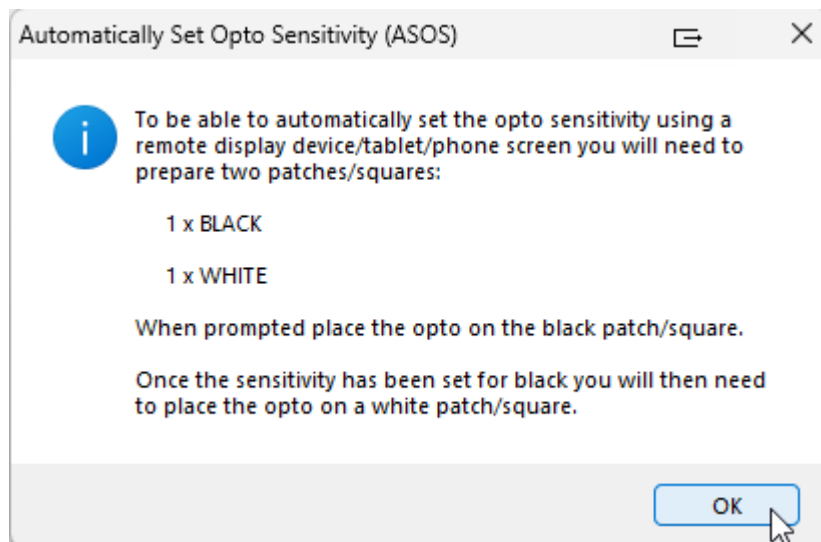 Automatically Set Opto Sensitivity (ASOS)
To be able to automatically set the opto sensitivity using a
remote display device/tablet/phone screen you will need to
prepare two patches/squares:
1 x BLACK
1 x WHITE
When prompted place the opto on the black patch/square.
Once the sensitivity has been set for black you will then need
to place the opto on a white patch/square.
OK